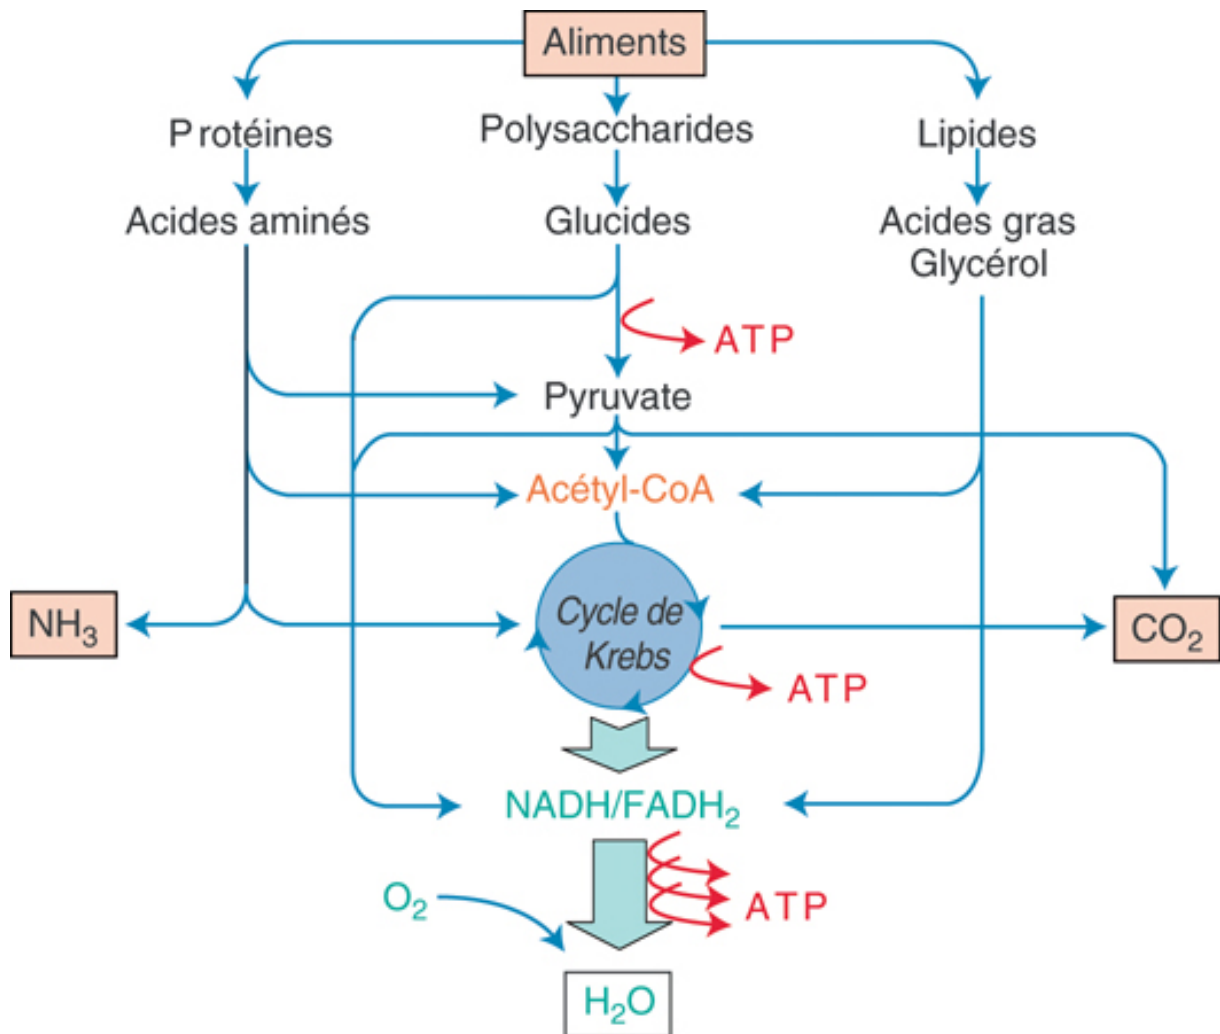 Aliments
Protéines
Polysaccharides
Lipides
Acides aminés
Glucides
Acides gras
Glycérol
ATP
Pyruvate
Acétyl-CoA
Cycle de
Krebs
NH₃
CO₂
ATP
NADH/FADH₂
O₂
ATP
H₂O